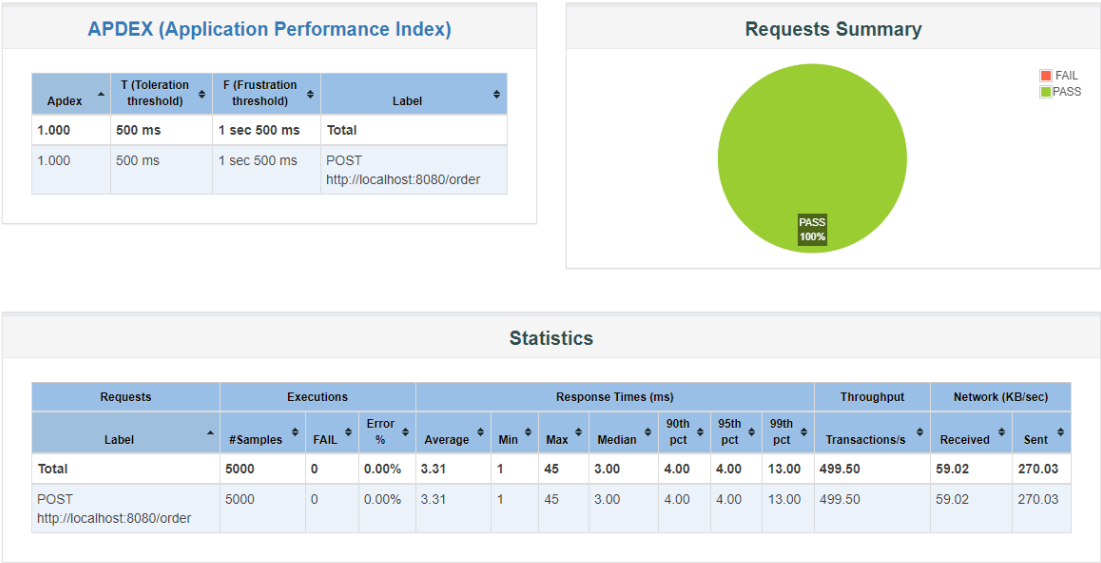 APDEX (Application Performance Index)
Apdex T (Toleration threshold) F (Frustration threshold) Label
1.000 500 ms 1 sec 500 ms Total
1.000 500 ms 1 sec 500 ms POST
http://localhost:8080/order
Requests Summary
FAIL
PASS
PASS
100%
Statistics
Requests Executions Response Times (ms) Throughput Network (KB/sec)
Label #Samples FAIL Error % Average Min Max Median 90th pct 95th pct 99th pct Transactions/s Received Sent
Total 5000 0 0.00% 3.31 1 45 3.00 4.00 4.00 13.00 499.50 59.02 270.03
POST 5000 0 0.00% 3.31 1 45 3.00 4.00 4.00 13.00 499.50 59.02 270.03
http://localhost:8080/order